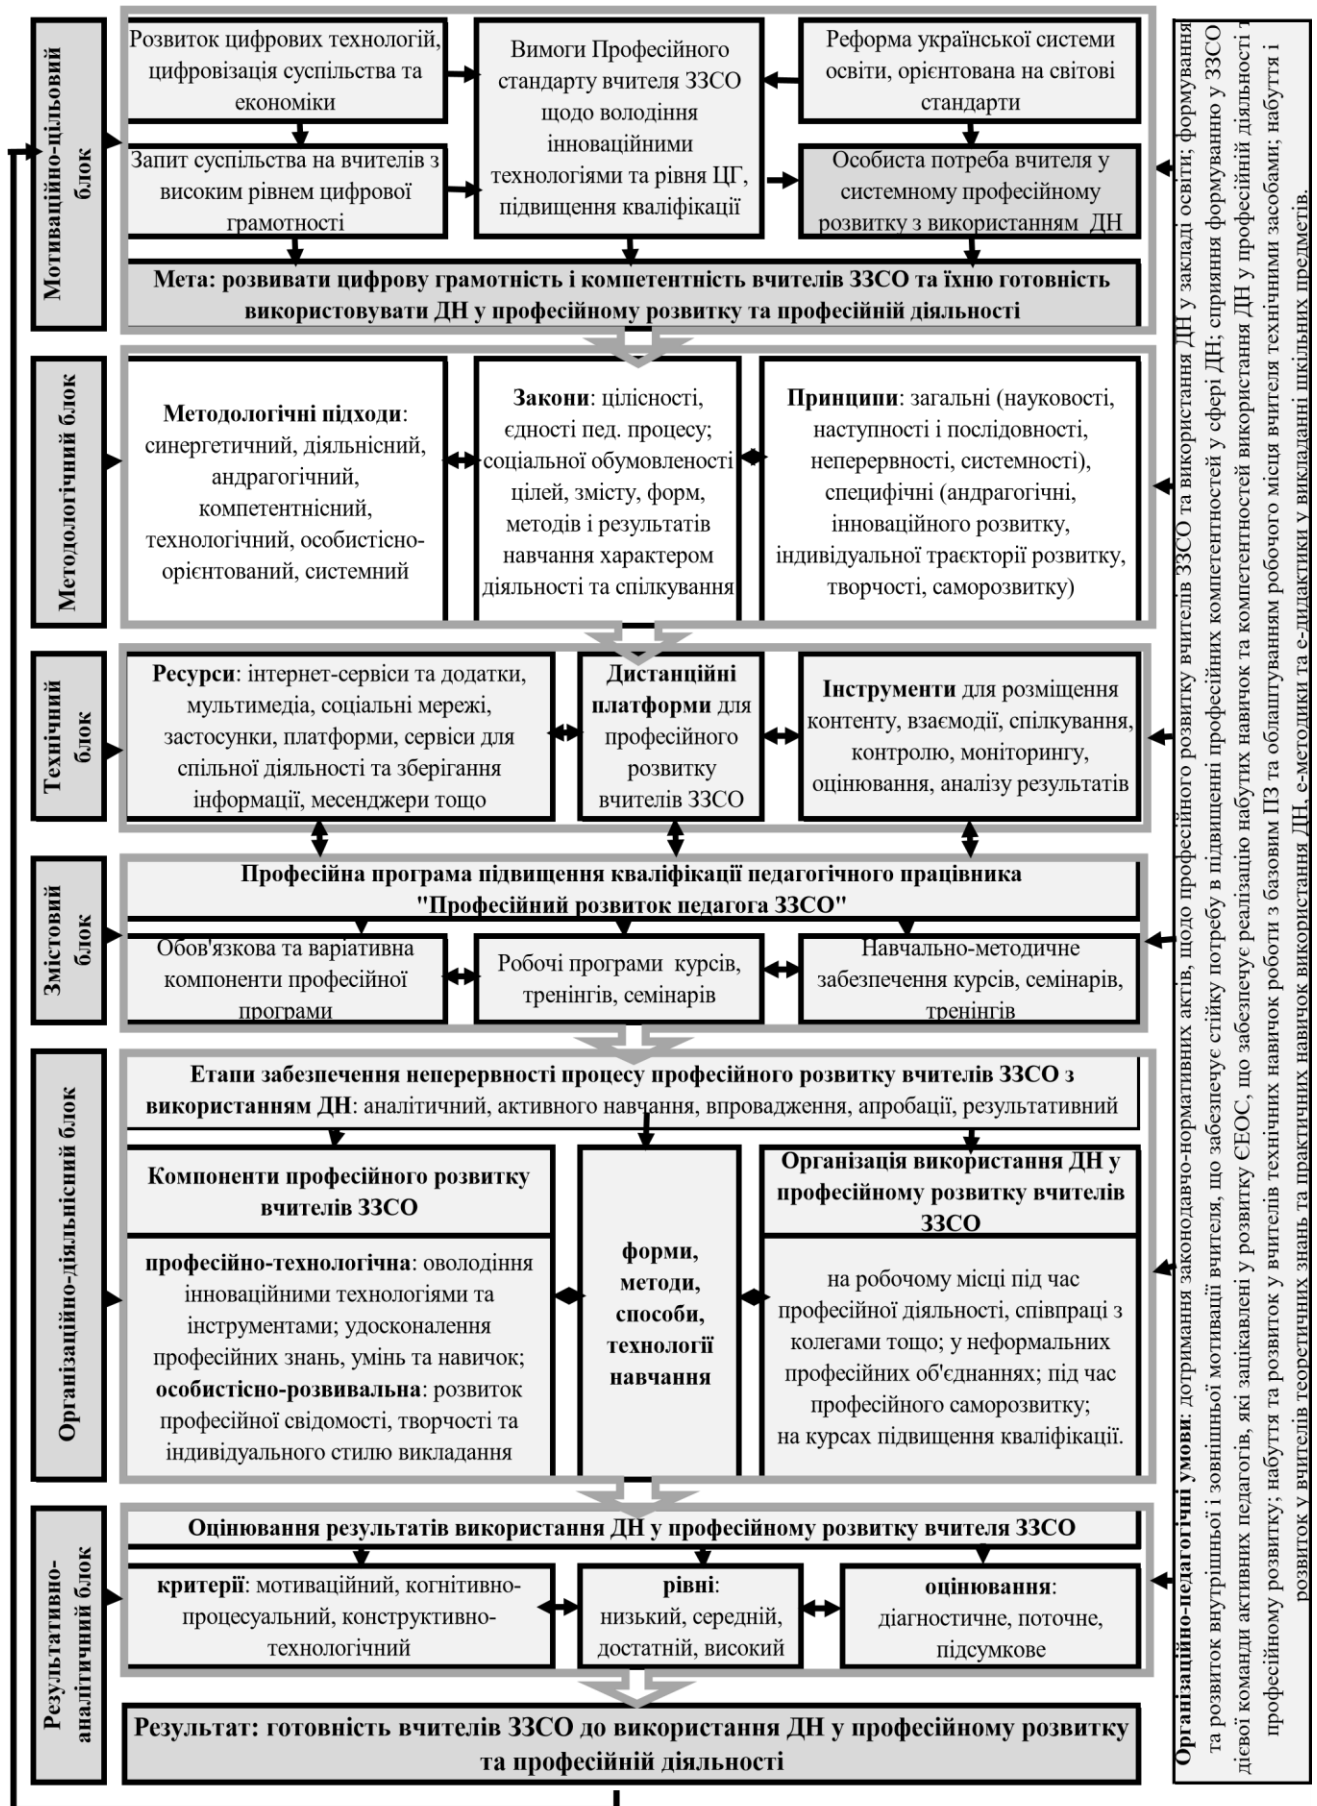 Мотиваційно-цільовий
блок
Розвиток цифрових технологій,
цифровізація суспільства та
економіки
Вимоги Професійного
стандарту вчителя ЗЗСО
щодо володіння
інноваційними
технологіями та рівня ЦГ,
підвищення кваліфікації
Реформа української системи
освіти, орієнтована на світові
стандарти
Запит суспільства на вчителів з
високим рівнем цифрової
грамотності
Особиста потреба вчителя у
системному професійному
розвитку з використанням ДН
Мета: розвивати цифрову грамотність і компетентність вчителів ЗЗСО та їхню готовність
використовувати ДН у професійному розвитку та професійній діяльності
Методологічний блок
Методологічні підходи:
синергетичний, діяльнісний,
андрагогічний,
компетентнісний,
технологічний, особистісно-
орієнтований, системний
Закони: цілісності,
єдності пед. процесу;
соціальної обумовленості
цілей, змісту, форм,
методів і результатів
навчання характером
діяльності та спілкування
Принципи: загальні (науковості,
наступності і послідовності,
неперервності, системності),
специфічні (андрагогічні,
інноваційного розвитку,
індивідуальної траєкторії розвитку,
творчості, саморозвитку)
Технічний
блок
Ресурси: інтернет-сервіси та додатки,
мультимедіа, соціальні мережі,
застосунки, платформи, сервіси для
спільної діяльності та зберігання
інформації, месенджери тощо
Дистанційні
платформи для
професійного
розвитку
вчителів ЗЗСО
Інструменти для розміщення
контенту, взаємодії, спілкування,
контролю, моніторингу,
оцінювання, аналізу результатів
Змістовий
блок
Професійна програма підвищення кваліфікації педагогічного працівника
"Професійний розвиток педагога ЗЗСО"
Обов'язкова та варіативна
компоненти професійної
програми
Робочі програми курсів,
тренінгів, семінарів
Навчально-методичне
забезпечення курсів, семінарів,
тренінгів
Організаційно-діяльнісний блок
Етапи забезпечення неперервності процесу професійного розвитку вчителів ЗЗСО з
використанням ДН: аналітичний, активного навчання, впровадження, апробації, результативний
Компоненти професійного розвитку
вчителів ЗЗСО
професійно-технологічна: оволодіння
інноваційними технологіями та
інструментами; удосконалення
професійних знань, умінь та навичок;
особистісно-розвивальна: розвиток
професійної свідомості, творчості та
індивідуального стилю викладання
форми,
методи,
способи,
технології
навчання
Організація використання ДН у
професійному розвитку вчителів
ЗЗСО
на робочому місці під час
професійної діяльності, співпраці з
колегами тощо; у неформальних
професійних об'єднаннях; під час
професійного саморозвитку;
на курсах підвищення кваліфікації.
Результативно-
аналітичний блок
Оцінювання результатів використання ДН у професійному розвитку вчителя ЗЗСО
критерії: мотиваційний, когнітивно-
процесуальний, конструктивно-
технологічний
рівні:
низький, середній,
достатній, високий
оцінювання:
діагностичне, поточне,
підсумкове
Результат: готовність вчителів ЗЗСО до використання ДН у професійному розвитку
та професійній діяльності
Організаційно-педагогічні умови: дотримання законодавчо-нормативних актів, щодо професійного розвитку вчителів ЗЗСО та використання ДН у закладі освіти; формування
та розвиток внутрішньої і зовнішньої мотивації вчителя, що забезпечує стійку потребу в підвищенні професійних компетентностей у сфері ДН; сприяння формуванню у ЗЗСО
дієвої команди активних педагогів, які зацікавлені у розвитку ЄЕОС, що забезпечує реалізацію набутих навичок та компетентностей використання ДН у професійній діяльності і
професійному розвитку; набуття та розвиток у вчителів технічних навичок роботи з базовим ПЗ та облаштуванням робочого місця вчителя технічними засобами; набуття і
розвиток у вчителів теоретичних знань та практичних навичок використання ДН, е-методики та е-дидактики у викладанні шкільних предметів.